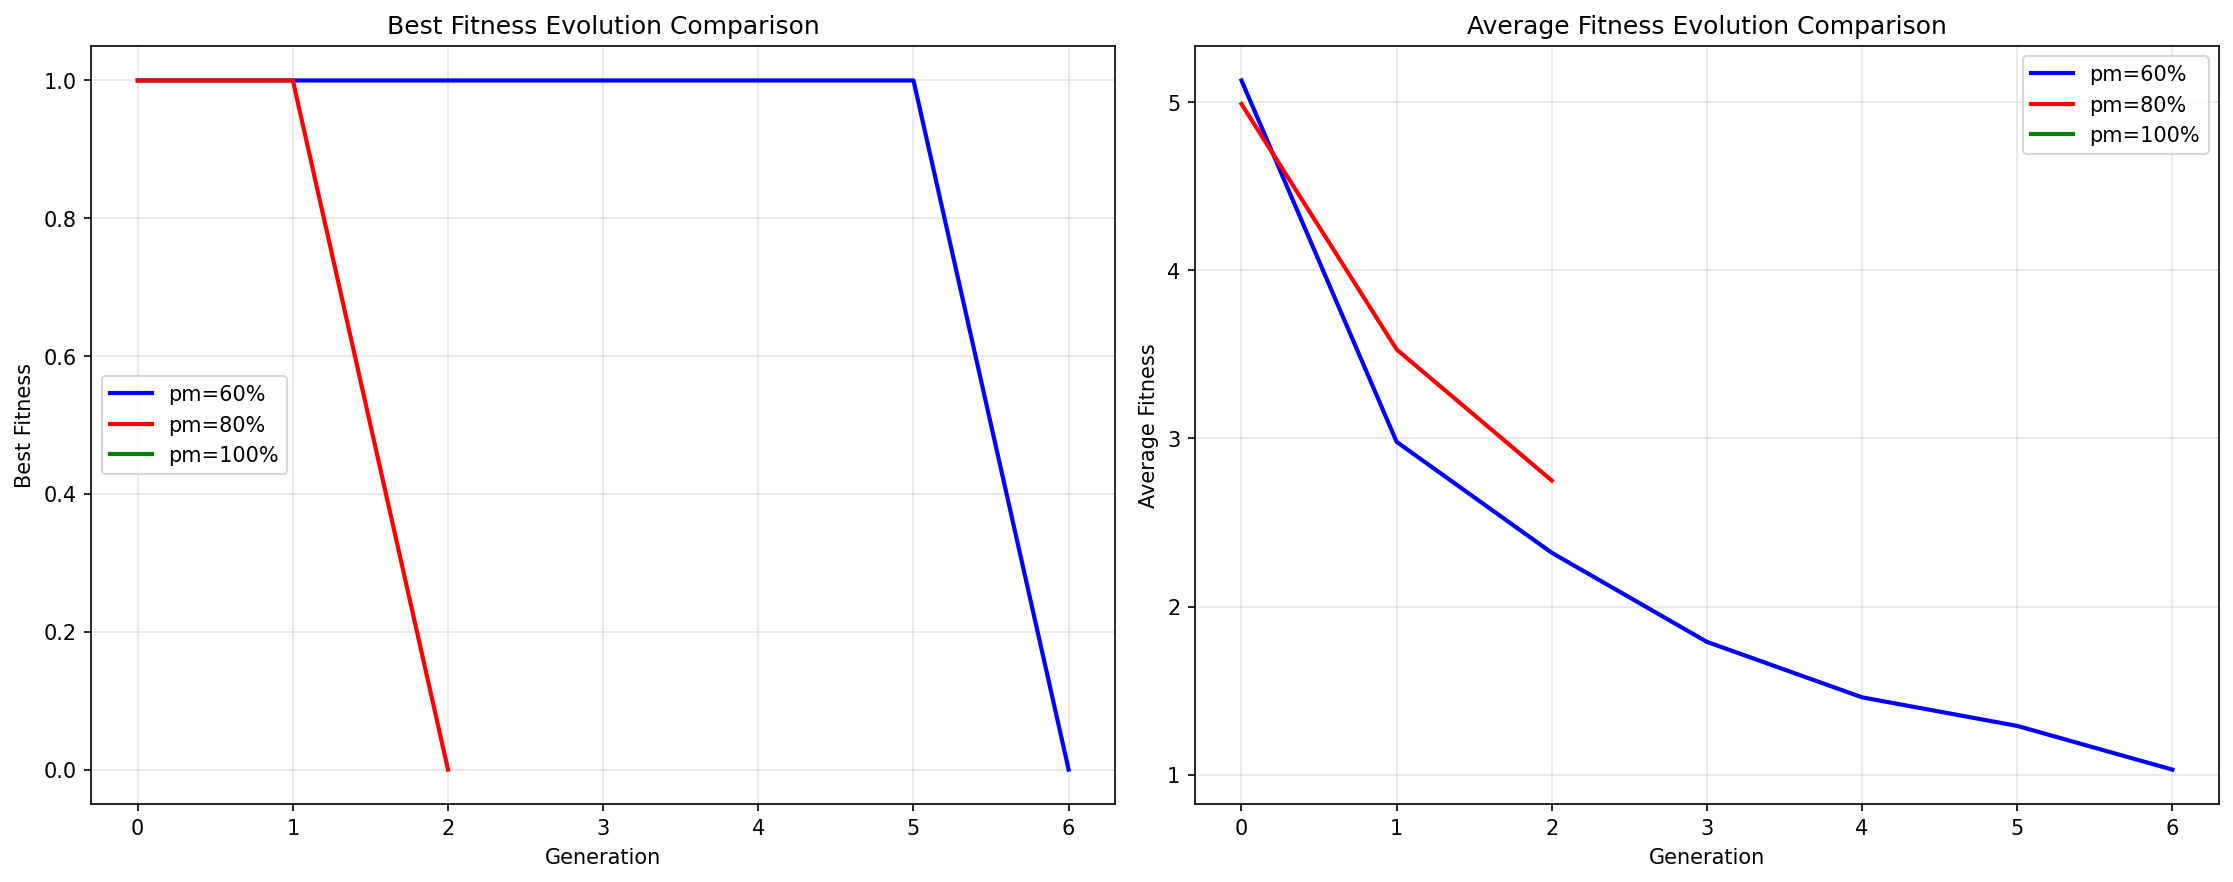 Best Fitness Evolution Comparison
Best Fitness
1.0
0.8
0.6
0.4
0.2
0.0
pm=60%
pm=80%
pm=100%
0 1 2 3 4 5 6
Generation
Average Fitness Evolution Comparison
Average Fitness
5
4
3
2
1
pm=60%
pm=80%
pm=100%
0 1 2 3 4 5 6
Generation